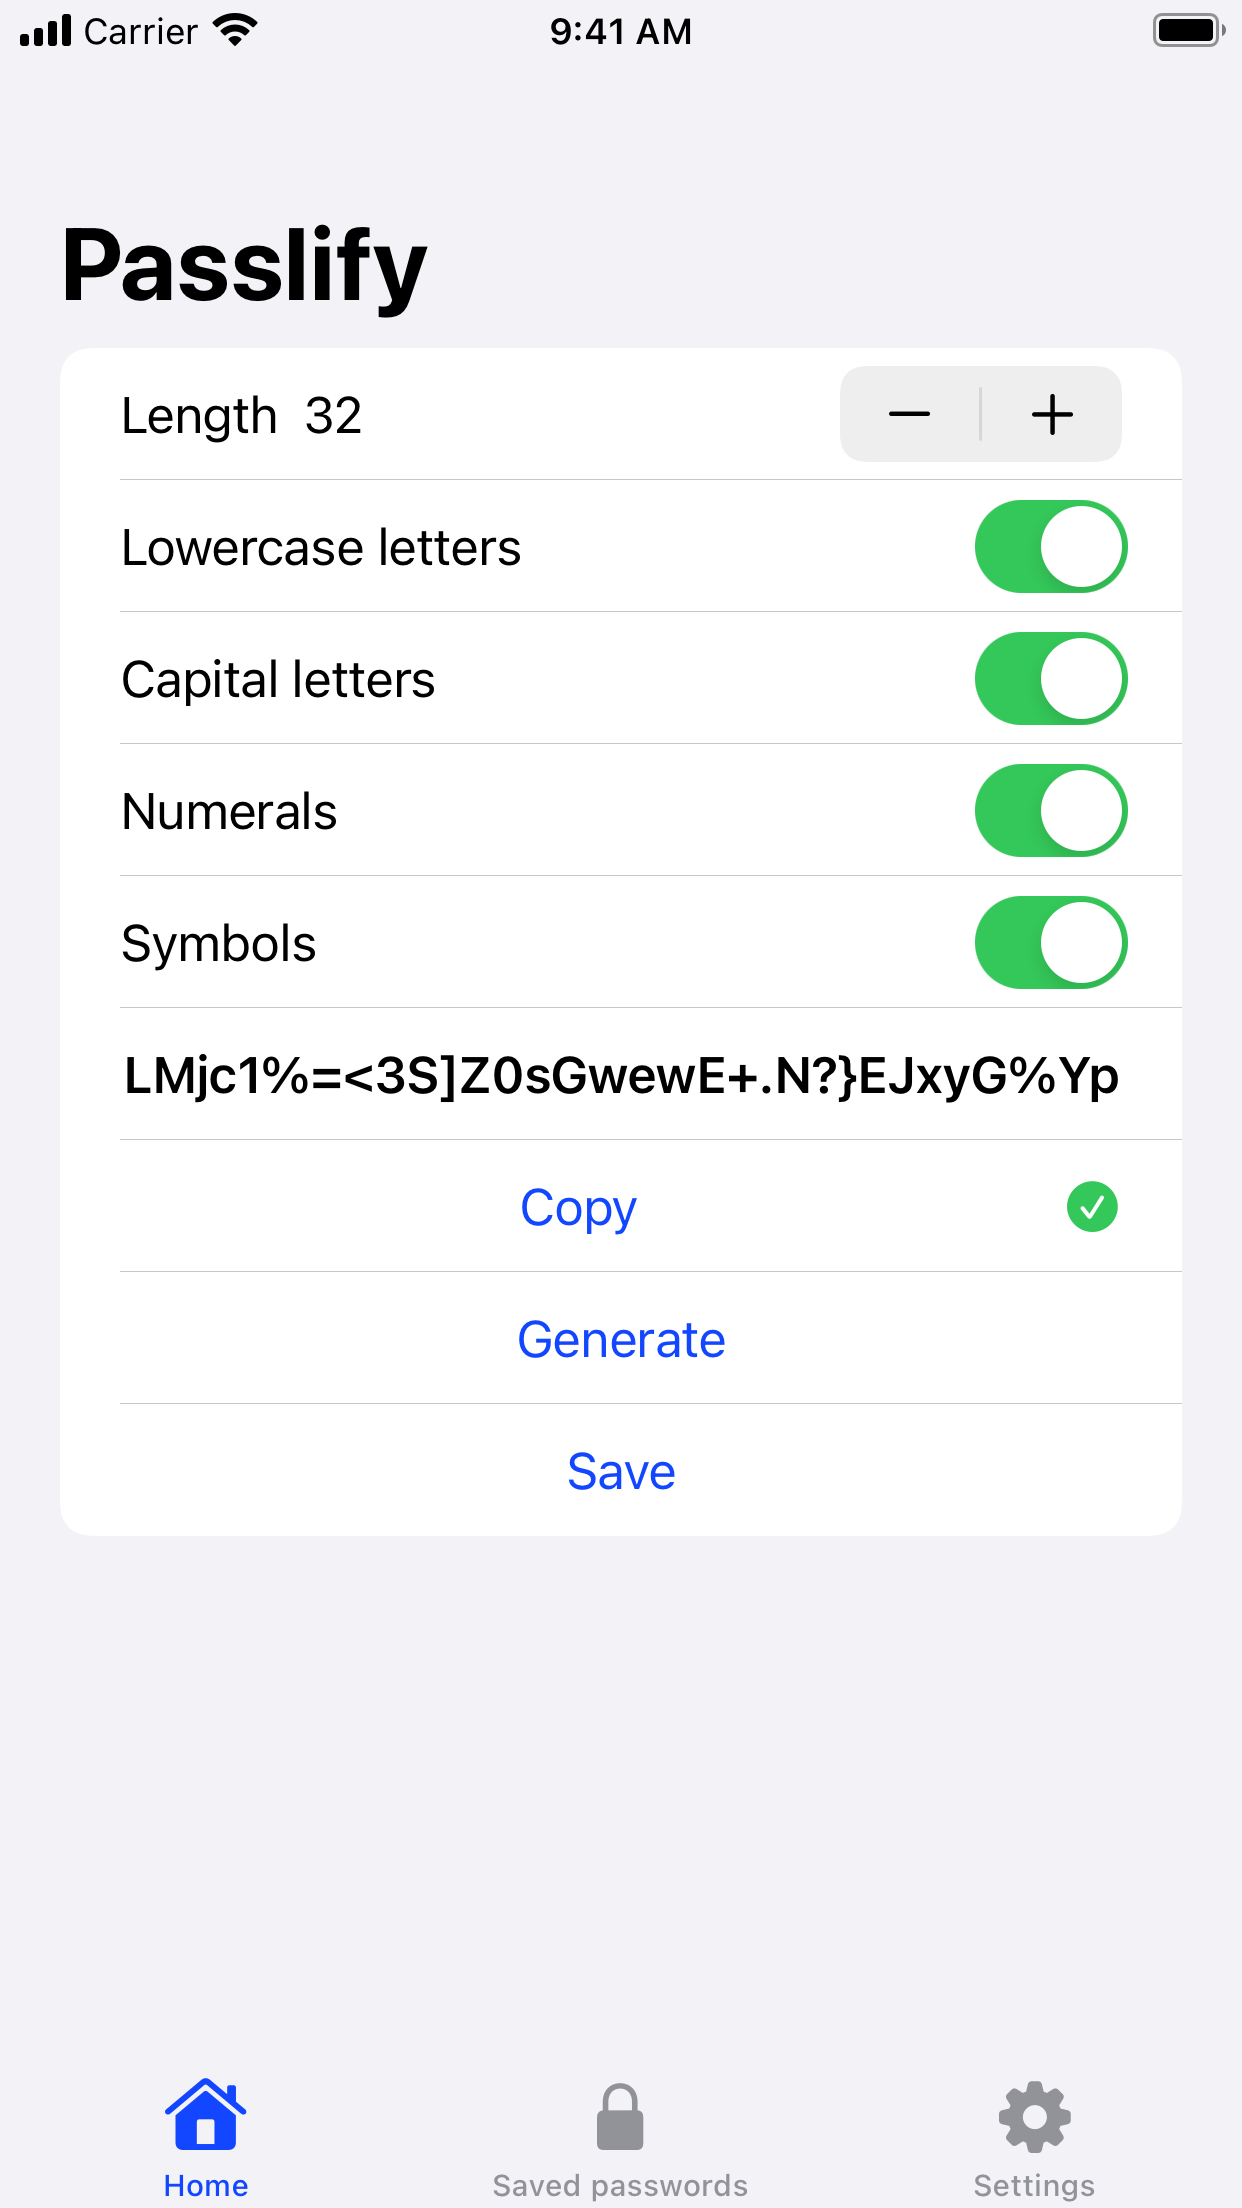 Carrier 9:41 AM
Passlify
Length 32
Lowercase letters
Capital letters
Numerals
Symbols
LMjc1%=<3S]Z0sGwewE+.N?}EJxyG%Yp
Copy
Generate
Save
Home Saved passwords Settings